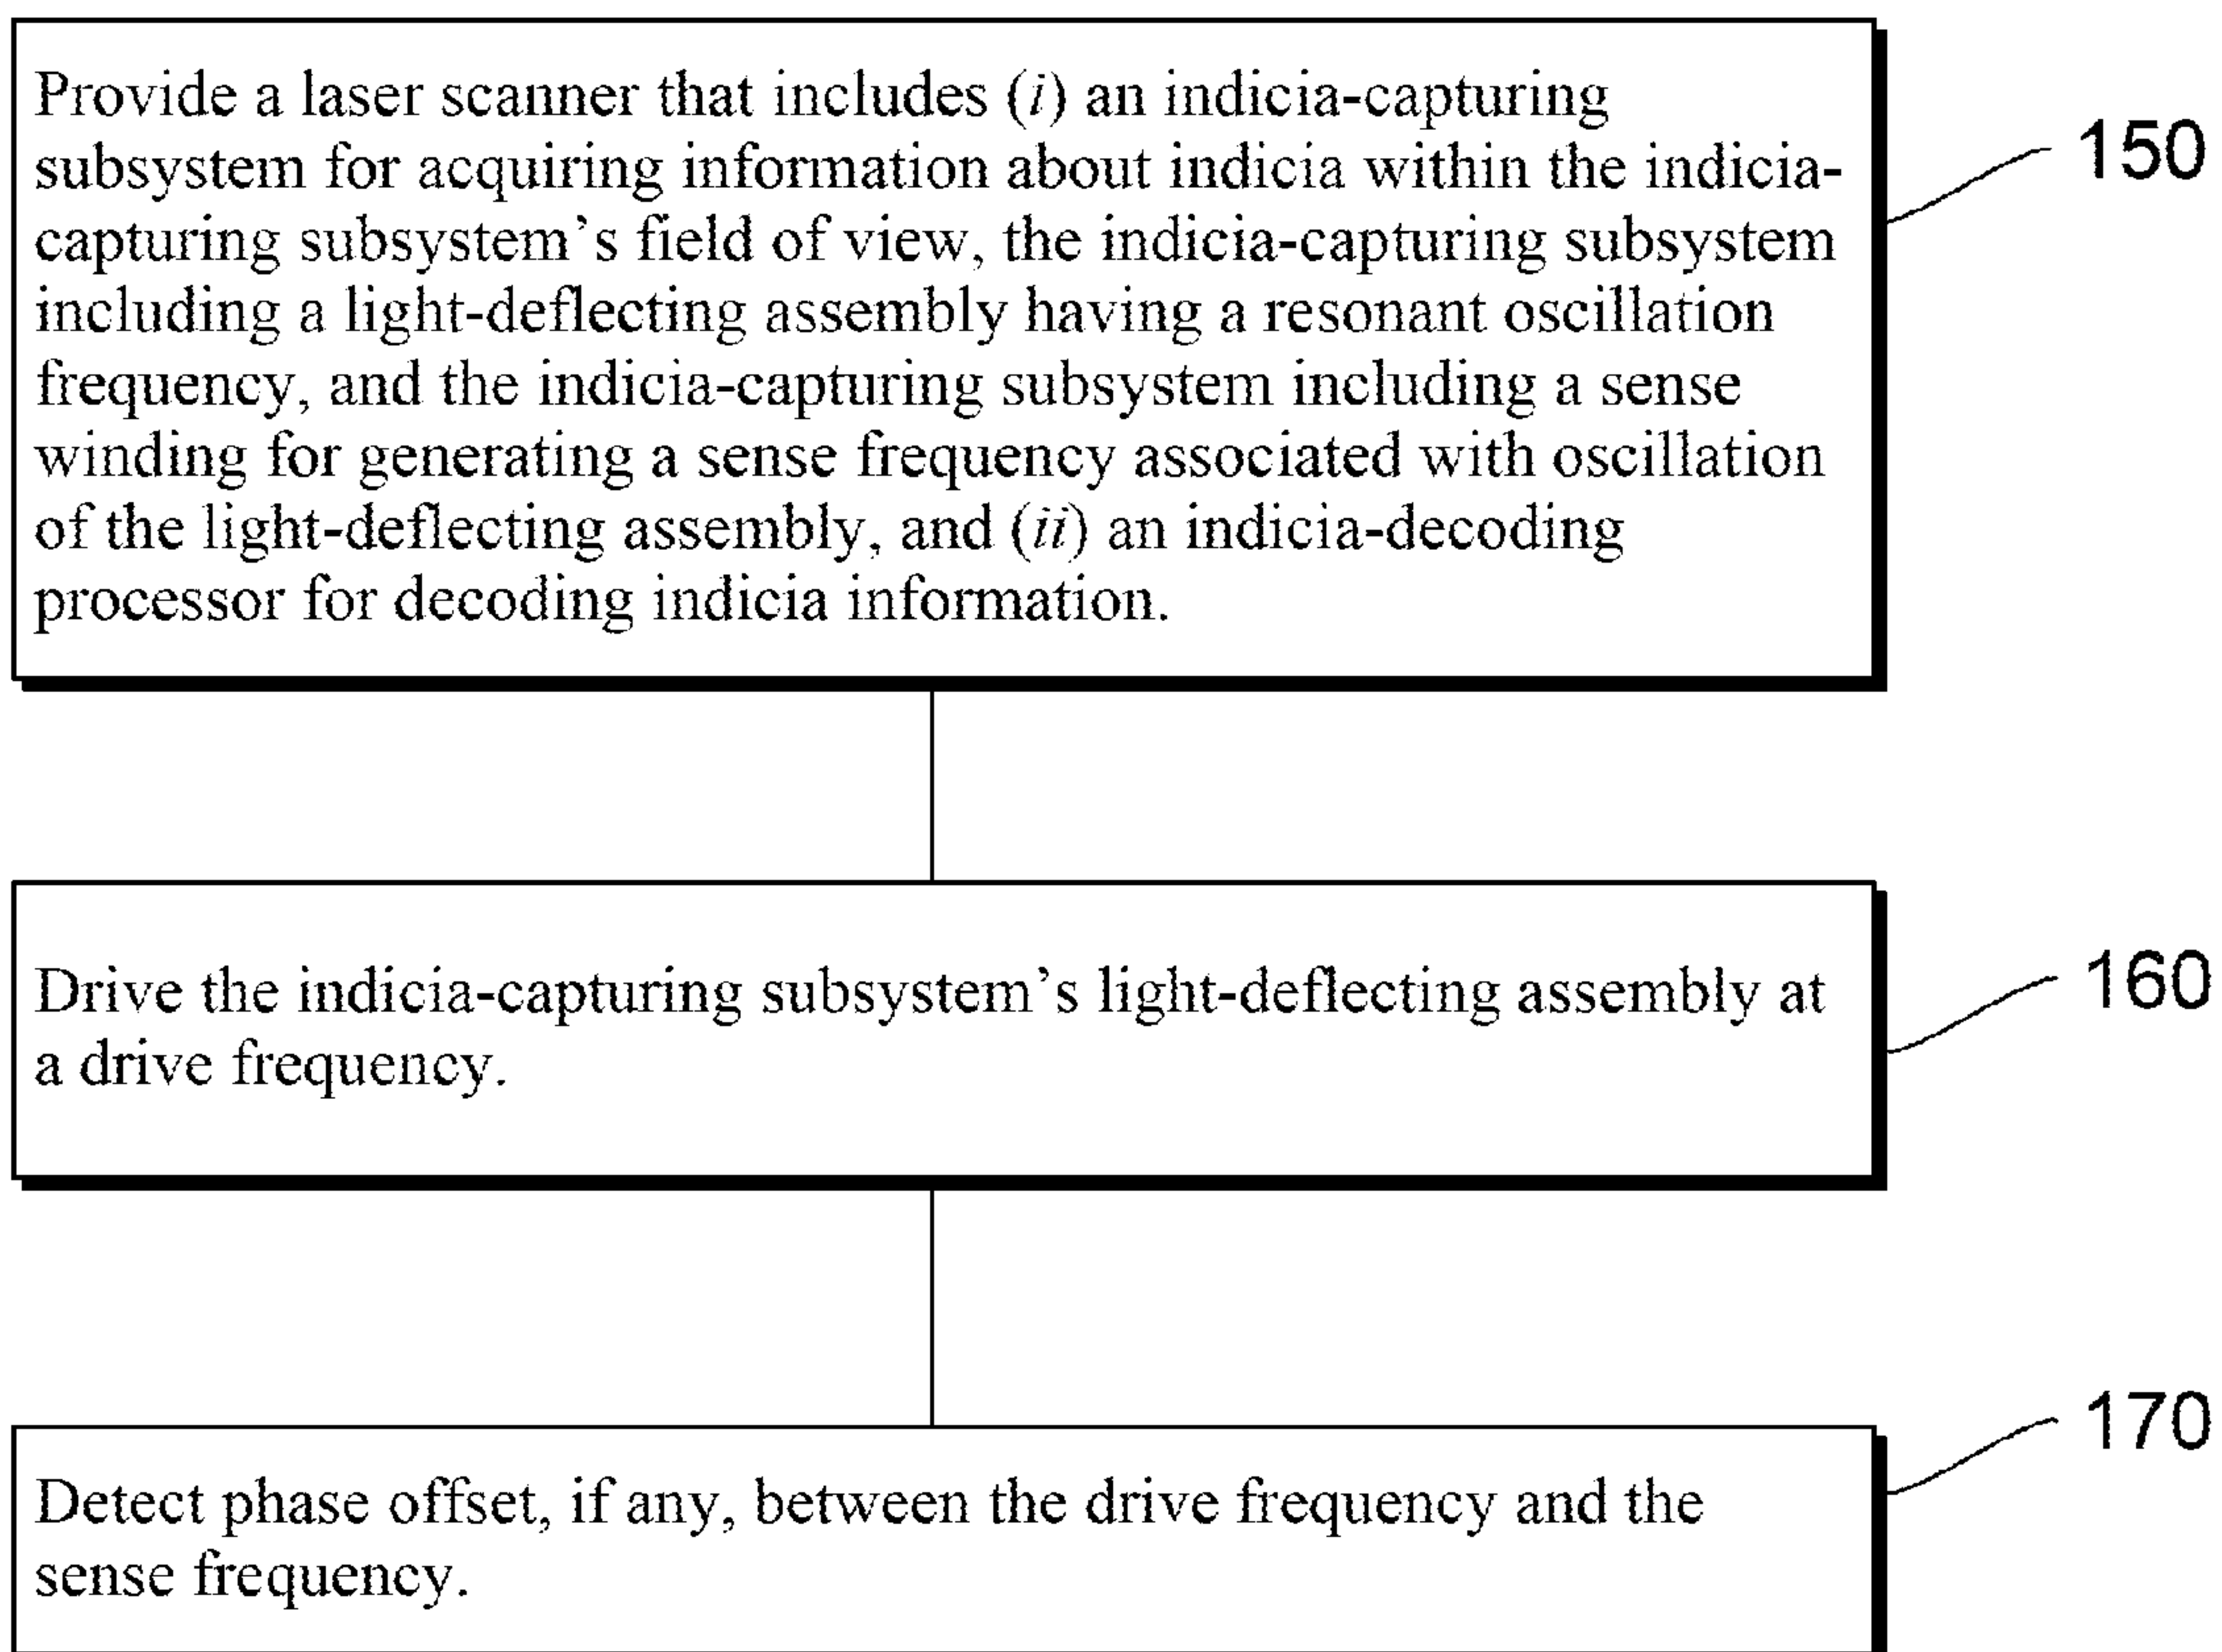 Provide a laser scanner that includes (i) an indicia-capturing
subsystem for acquiring information about indicia within the indicia-
capturing subsystem's field of view, the indicia-capturing subsystem
including a light-deflecting assembly having a resonant oscillation
frequency, and the indicia-capturing subsystem including a sense
winding for generating a sense frequency associated with oscillation
of the light-deflecting assembly, and (ii) an indicia-decoding
processor for decoding indicia information.
150
Drive the indicia-capturing subsystem's light-deflecting assembly at
a drive frequency.
160
Detect phase offset, if any, between the drive frequency and the
sense frequency.
170